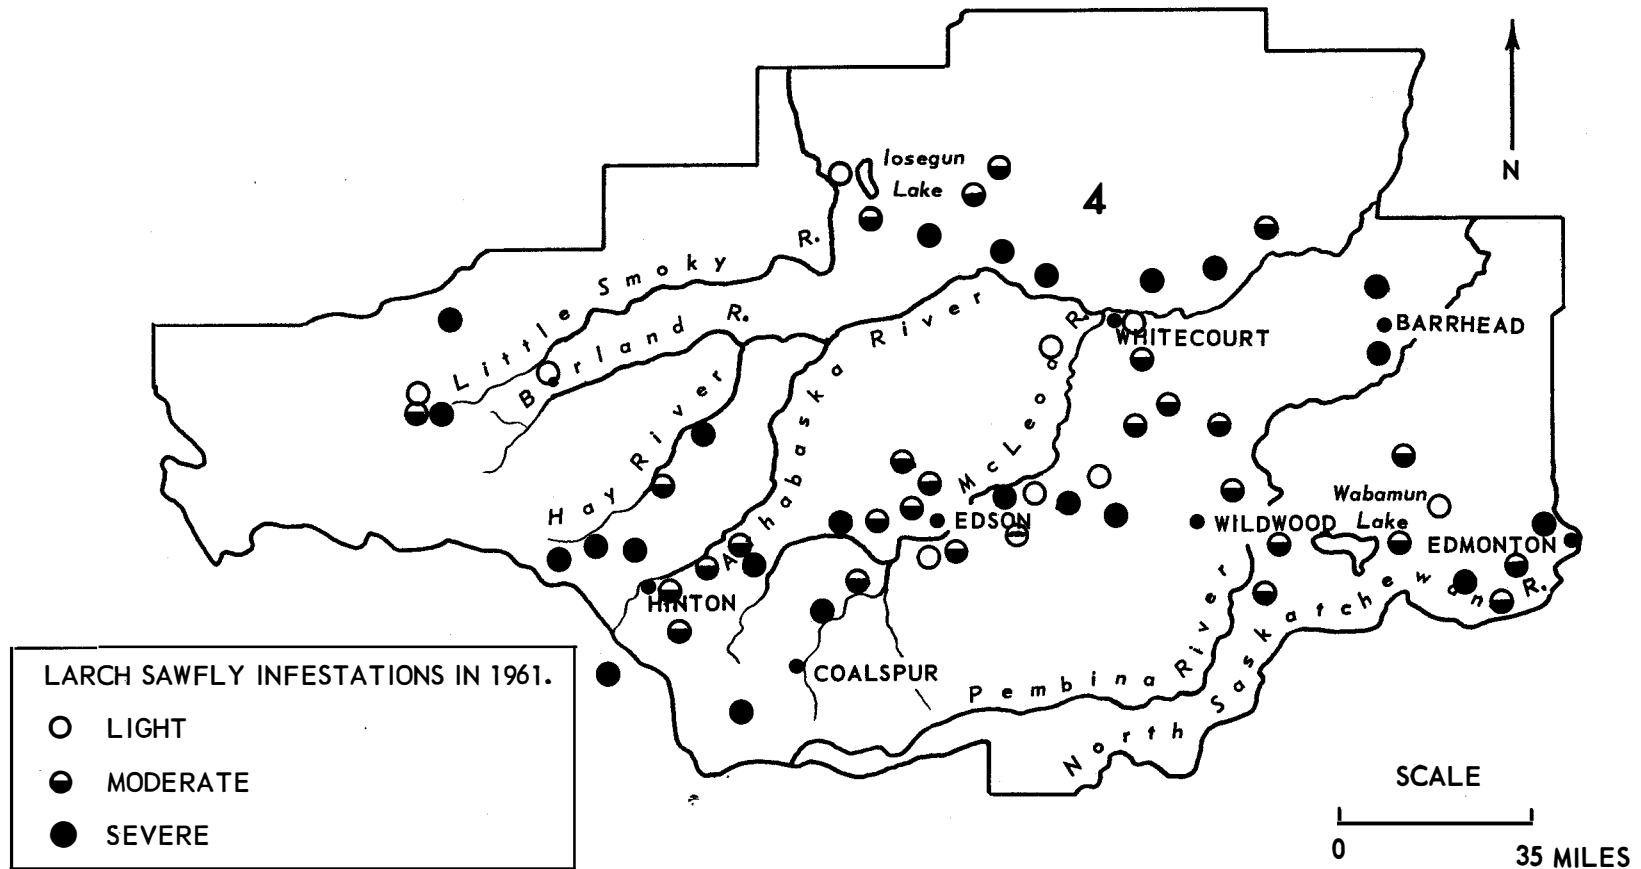 Iosegun
Lake
4
N
Little Smoky R.
Berland R.
Athabaska River
McLeod R.
WHITECOURT
BARRHEAD
Hay River
EDSON
WILDWOOD
Wabamun
Lake
EDMONTON
HINTON
COALSPUR
Pembina River
North Saskatchewan R.
LARCH SAWFLY INFESTATIONS IN 1961.
LIGHT
MODERATE
SEVERE
SCALE
0 35 MILES